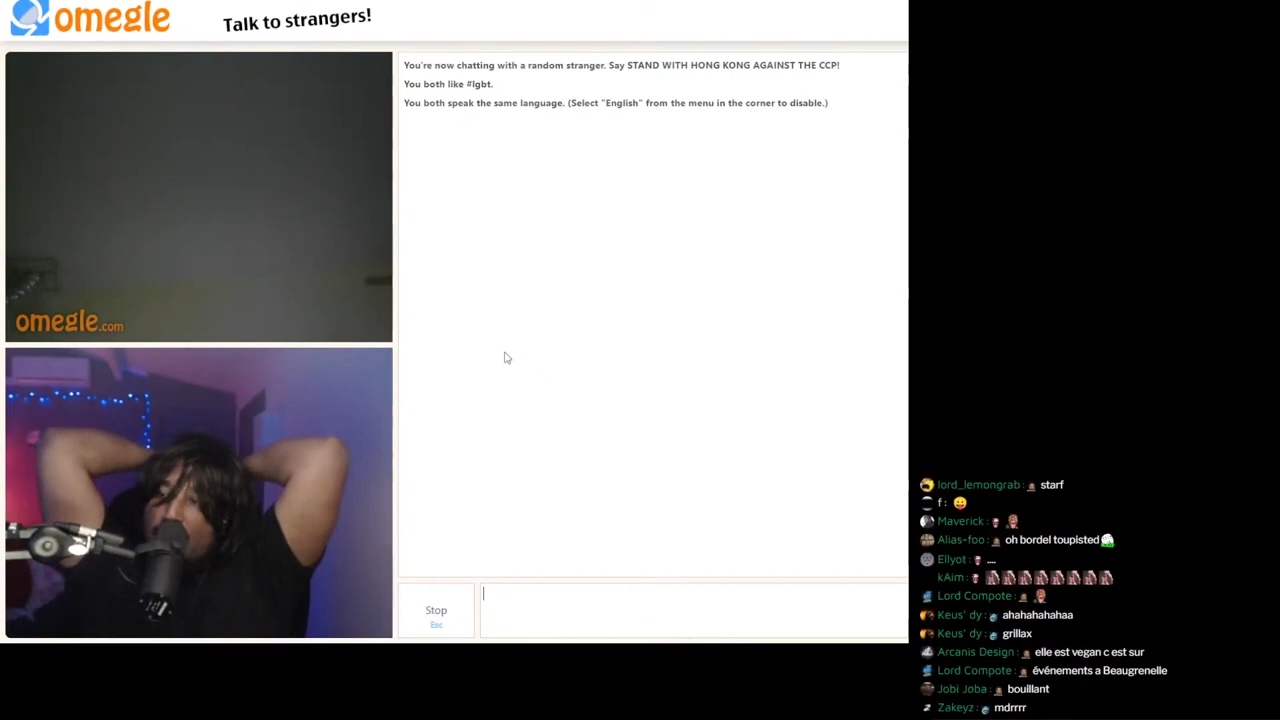 omegle
Talk to strangers!
You're now chatting with a random stranger. Say STAND WITH HONG KONG AGAINST THE CCP!
You both like #lgbt.
You both speak the same language. (Select "English" from the menu in the corner to disable.)
omegle.com
Stop
Esc
lord_lemongrab : starf
f : 😛
Maverick :
Alias-foo : oh bordel toupisted
Ellyot : ....
kAim :
Lord Compote :
Keus' dy : ahahahahahaa
Keus' dy : grillax
Arcanis Design : elle est vegan c est sur
Lord Compote : événements a Beaugrenelle
Jobi Joba : bouillant
Zakeyz : mdrrrr